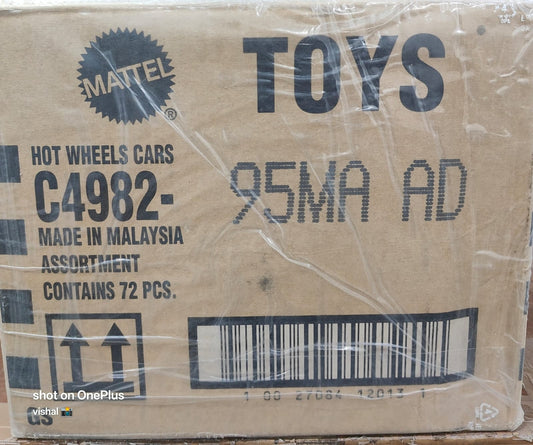 MATTEL
®
TOYS
HOT WHEELS CARS
C4982-
95MA AD
MADE IN MALAYSIA
ASSORTMENT
CONTAINS 72 PCS.
1 00 27084 12013 1
shot on OnePlus
vishal 📸
GS